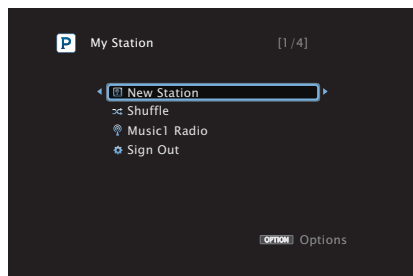 P My Station [1/4]
New Station
Shuffle
Music1 Radio
Sign Out
OPTION Options